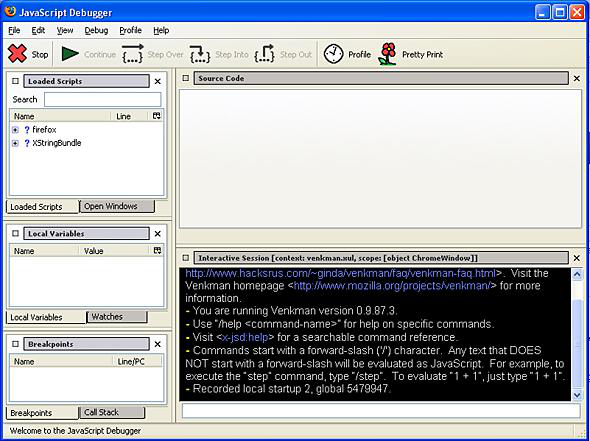 JavaScript Debugger
File Edit View Debug Profile Help
Stop Continue Step Over Step Into Step Out Profile Pretty Print
Loaded Scripts
Search
Name Line
? firefox
? XStringBundle
Loaded Scripts Open Windows
Local Variables
Name Value
Local Variables Watches
Breakpoints
Name Line/PC
Breakpoints Call Stack
Source Code
Interactive Session [context: venkman.xul, scope: [object ChromeWindow]]
http://www.hacksrus.com/~ginda/venkman/faq/venkman-faq.html>. Visit the
Venkman homepage <http://www.mozilla.org/projects/venkman/> for more
information.
- You are running Venkman version 0.9.87.3.
- Use "/help <command-name>" for help on specific commands.
- Visit <x-jsd:help> for a searchable command reference.
- Commands start with a forward-slash ('/') character. Any text that DOES
NOT start with a forward-slash will be evaluated as JavaScript. For example, to
execute the "step" command, type "/step". To evaluate "1 + 1", just type "1 + 1".
- Recorded local startup 2, global 5479947.
Welcome to the JavaScript Debugger